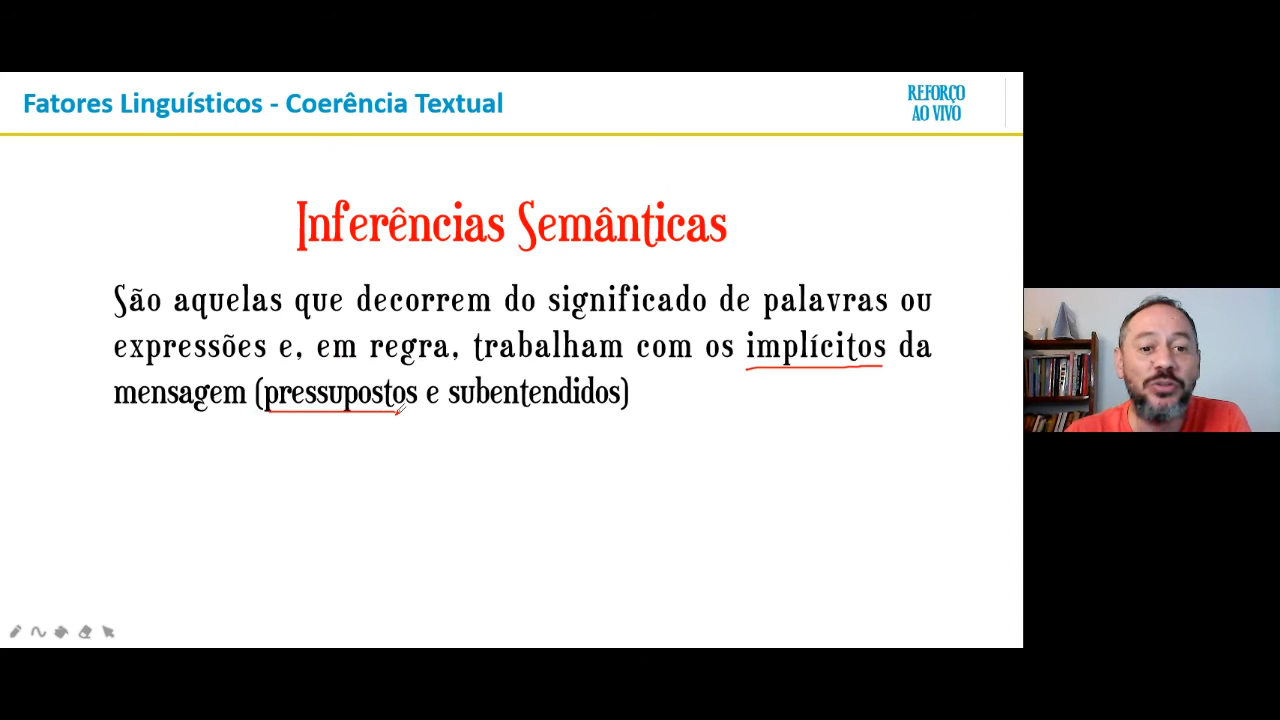 Fatores Linguísticos - Coerência Textual
REFORÇO
AO VIVO
Inferências Semânticas
São aquelas que decorrem do significado de palavras ou
expressões e, em regra, trabalham com os implícitos da
mensagem (pressupostos e subentendidos)